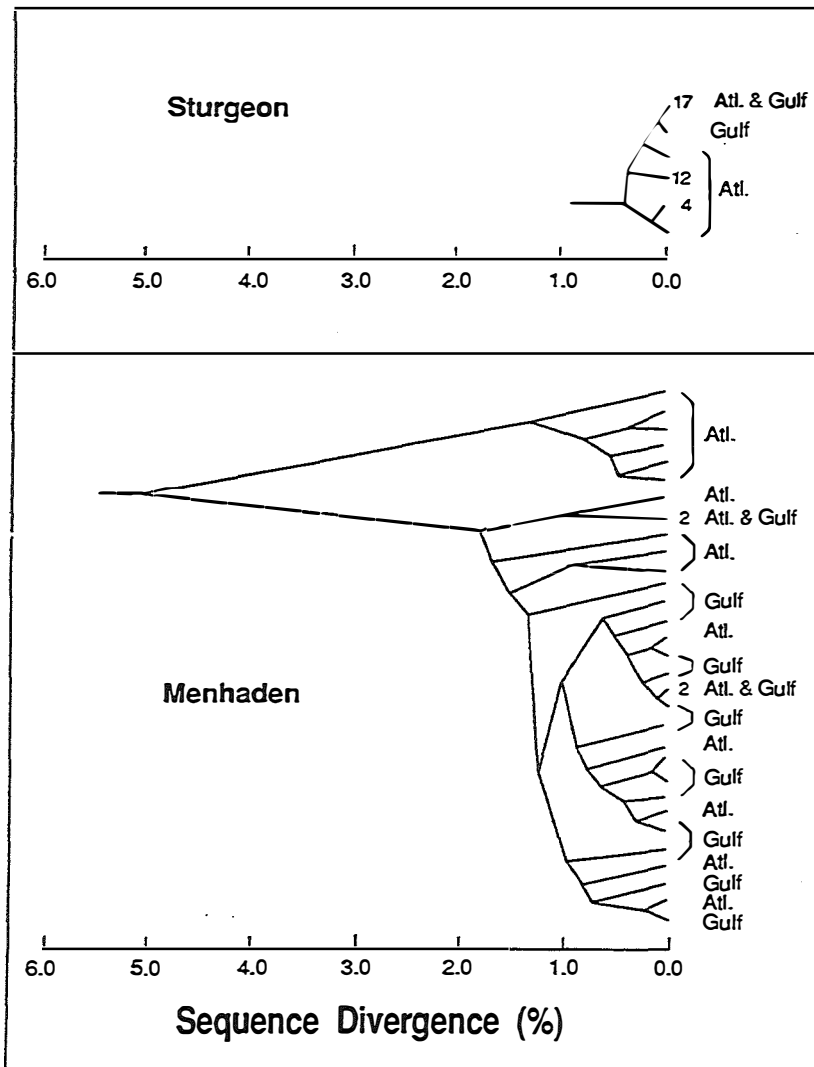 Sturgeon
17 Atl. & Gulf
Gulf
12
Atl.
4
6.0 5.0 4.0 3.0 2.0 1.0 0.0
Atl.
Atl.
2 Atl. & Gulf
Atl.
Gulf
Atl.
Gulf
Menhaden
2 Atl. & Gulf
Gulf
Atl.
Gulf
Atl.
Gulf
Atl.
Gulf
Atl.
Gulf
6.0 5.0 4.0 3.0 2.0 1.0 0.0
Sequence Divergence (%)